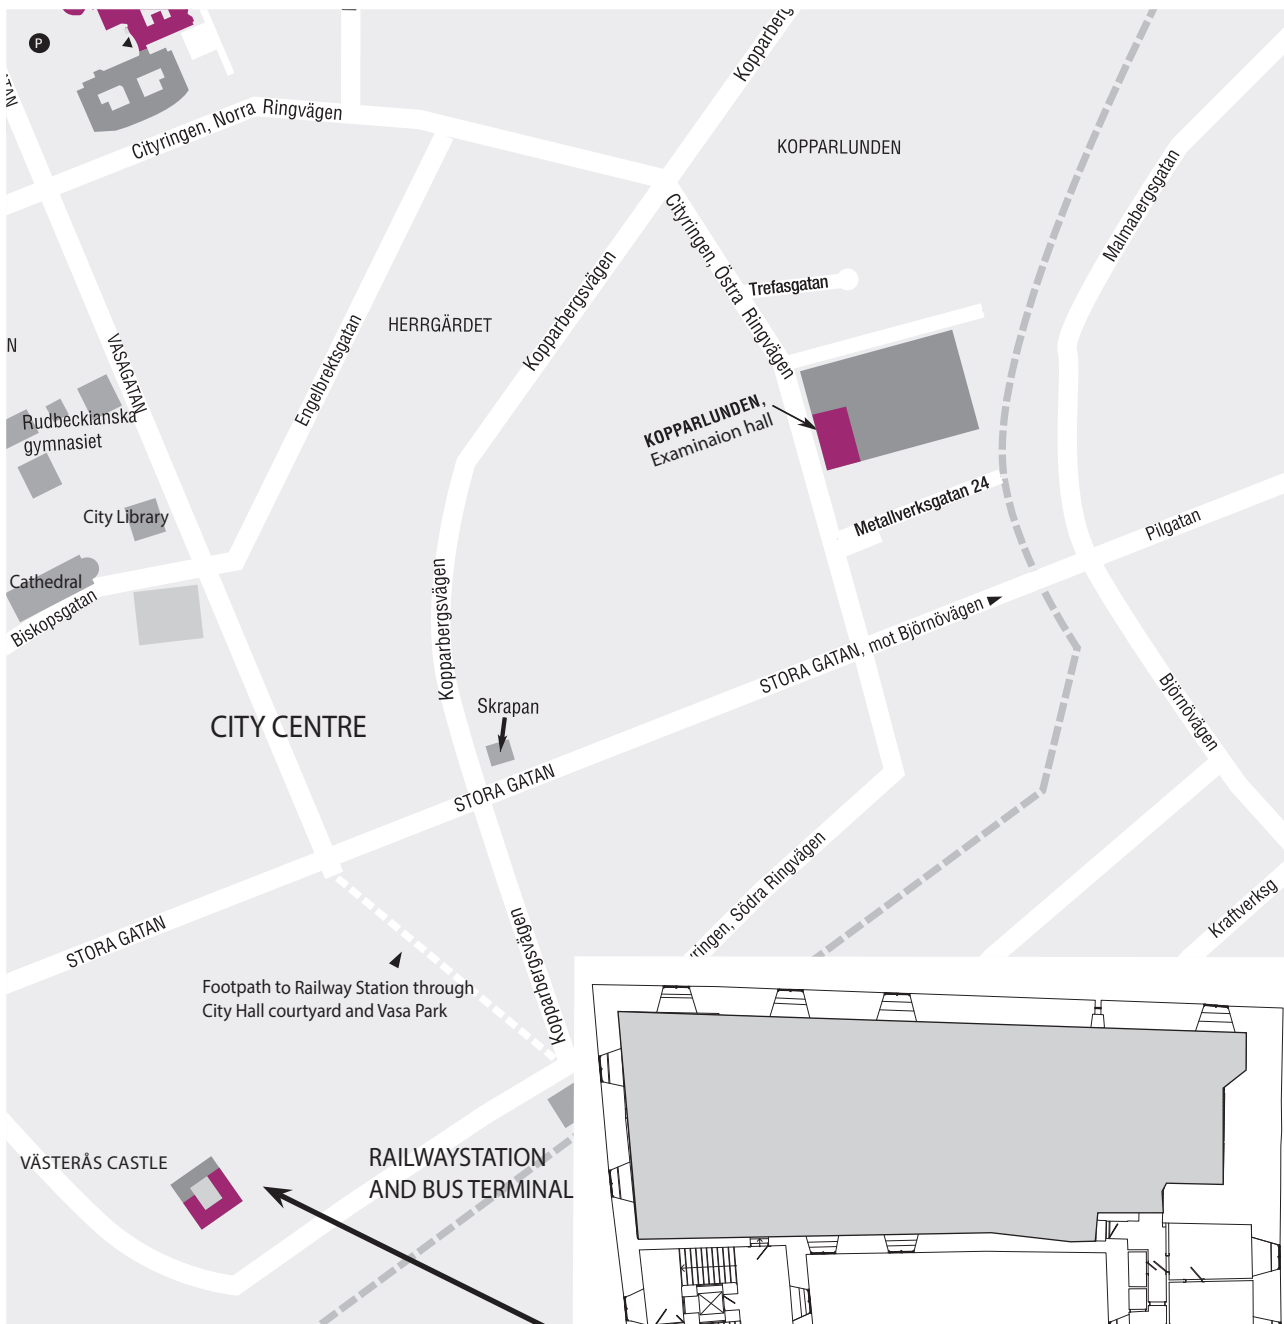 P
Kopparberg
TAN
Cityringen, Norra Ringvägen
KOPPARLUNDEN
Malmabergsgatan
Cityringen, Östra Ringvägen
Trefasgatan
Kopparbergsvägen
HERRGÄRDET
N
VASAGATAN
Engelbrektsgatan
Rudbeckianska
gymnasiet
KOPPARLUNDEN,
Examinaion hall
Metallverksgatan 24
Pilgatan
City Library
Cathedral
Biskopsgatan
Kopparbergsvägen
STORA GATAN, mot Björnövägen
Björnövägen
Skrapan
CITY CENTRE
STORA GATAN
ringen, Södra Ringvägen
Kraftverksg
STORA GATAN
Kopparbergsvägen
Footpath to Railway Station through
City Hall courtyard and Vasa Park
VÄSTERÅS CASTLE
RAILWAYSTATION
AND BUS TERMINAL